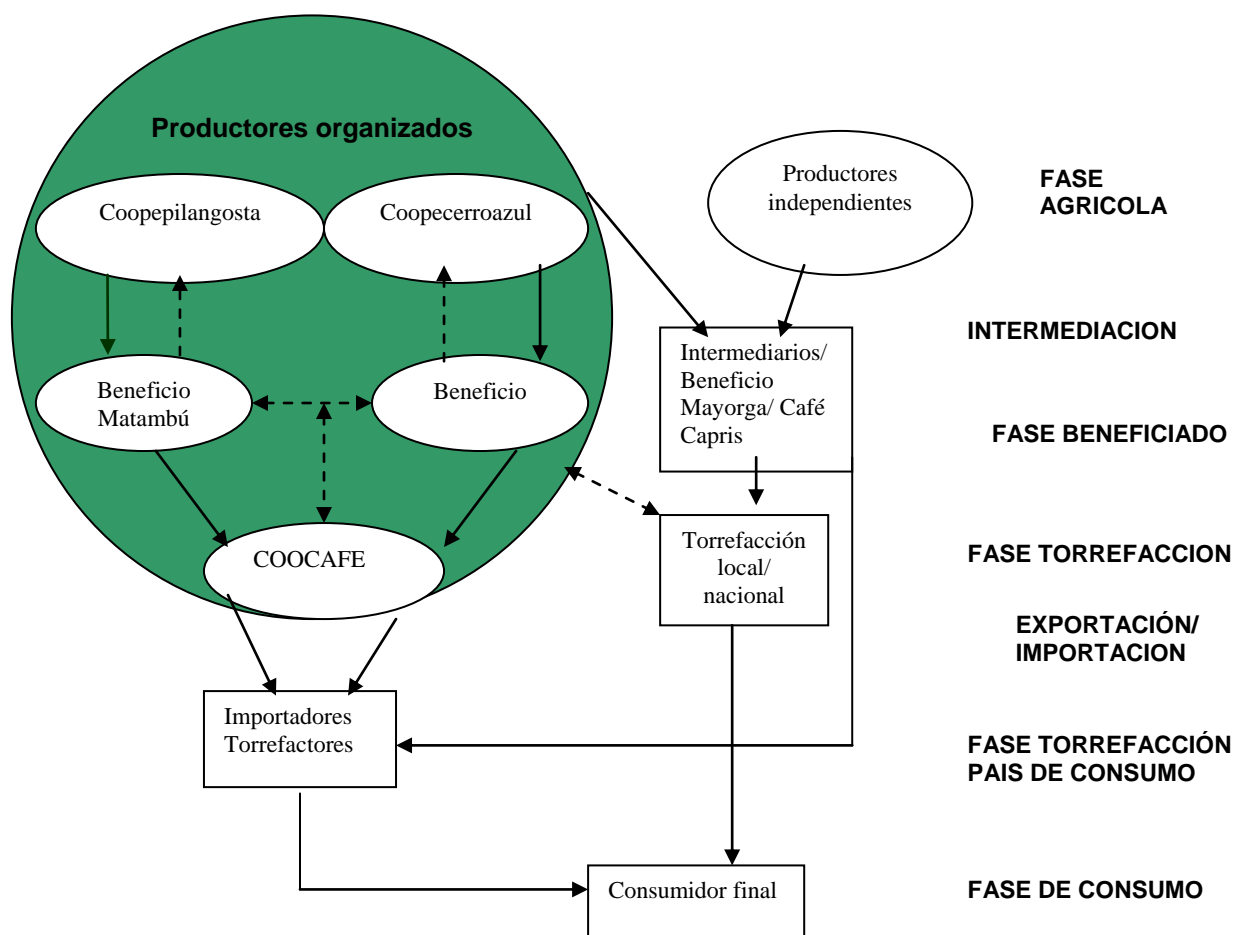 Productores organizados
Coopepilangosta
Coopecerroazul
Productores
independientes
FASE
AGRICOLA
INTERMEDIACION
Beneficio
Matambú
Beneficio
Intermediarios/
Beneficio
Mayorga/ Café
Capris
FASE BENEFICIADO
COOCAFE
Torrefacción
local/
nacional
FASE TORREFACCION
EXPORTACIÓN/
IMPORTACION
Importadores
Torrefactores
FASE TORREFACCIÓN
PAIS DE CONSUMO
Consumidor final
FASE DE CONSUMO